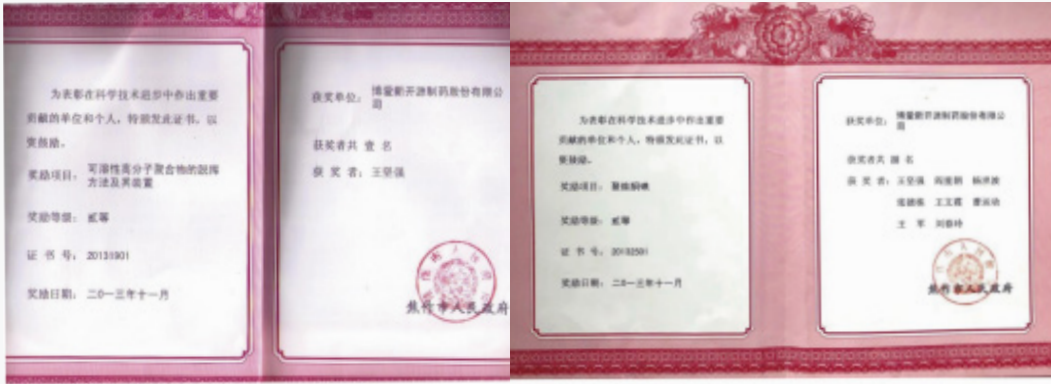 为表彰在科学技术进步中作出重要
贡献的单位和个人，特颁发此证书，以
资鼓励。
奖励项目： 可溶性高分子聚合物的脱挥
方法及其装置
奖励等级： 贰等
证 书 号： 20131901
奖励日期： 二0一三年十一月
获奖单位： 博爱新开源制药股份有限公
司
获奖者共 壹 名
获 奖 者： 王坚强
焦作市人民政府
为表彰在科学技术进步中作出重要
贡献的单位和个人，特颁发此证书，以
资鼓励。
奖励项目： 聚维酮碘
奖励等级： 贰等
证 书 号：
奖励日期： 二0一三年十一月
获奖单位： 博爱新开源制药股份有限公
司
获奖者共 名
获 奖 者： 王坚强
王文霞
王 军
焦作市人民政府